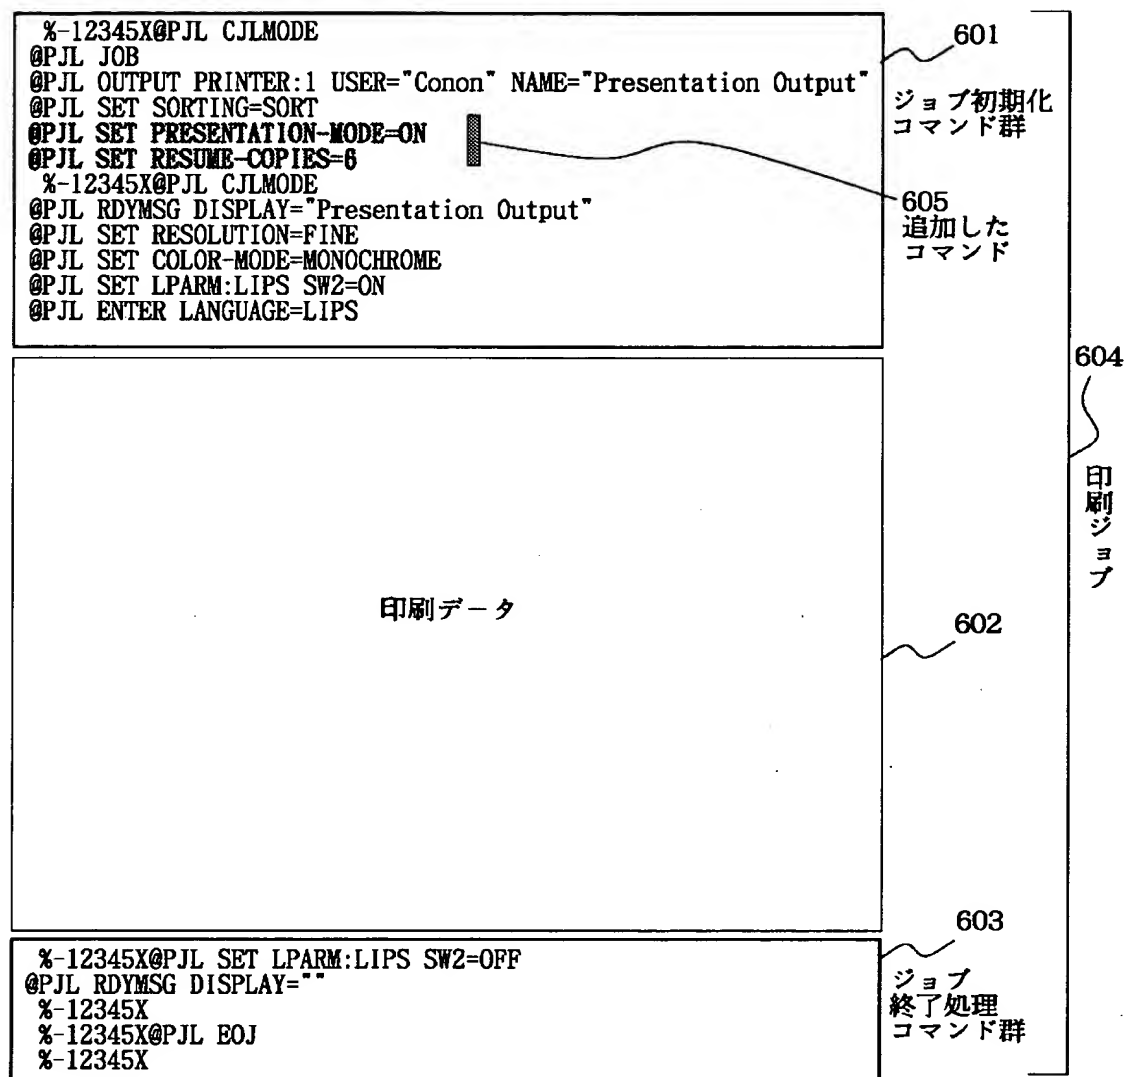 %-12345X@PJL CJLMODE
@PJL JOB
@PJL OUTPUT PRINTER:1 USER="Conon" NAME="Presentation Output"
@PJL SET SORTING=SORT
@PJL SET PRESENTATION-MODE=ON
@PJL SET RESUME-COPIES=6
%-12345X@PJL CJLMODE
@PJL RDYMSG DISPLAY="Presentation Output"
@PJL SET RESOLUTION=FINE
@PJL SET COLOR-MODE=MONOCHROME
@PJL SET LPARM:LIPS SW2=ON
@PJL ENTER LANGUAGE=LIPS
601
ジョブ初期化
コマンド群
605
追加した
コマンド
604
印刷ジョブ
印刷データ
602
603
%-12345X@PJL SET LPARM:LIPS SW2=OFF
@PJL RDYMSG DISPLAY=""
%-12345X
%-12345X@PJL EOJ
%-12345X
ジョブ
終了処理
コマンド群